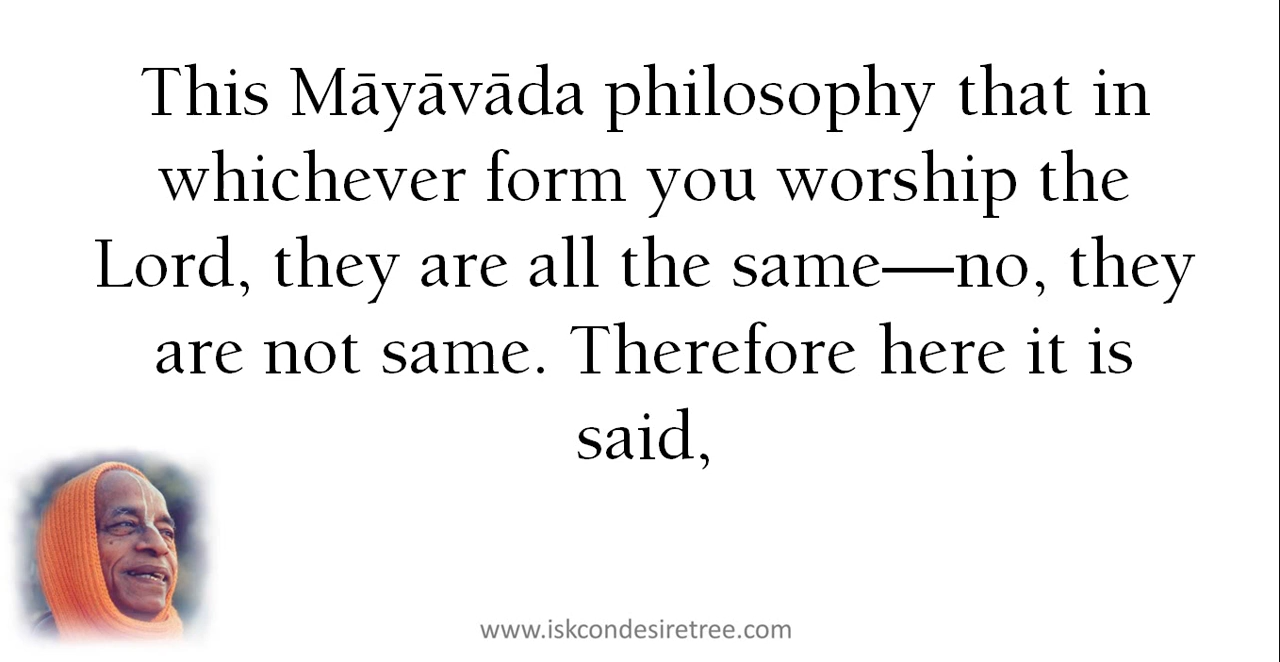 This Māyāvāda philosophy that in
whichever form you worship the
Lord, they are all the same—no, they
are not same. Therefore here it is
said,
www.iskcondesiretree.com